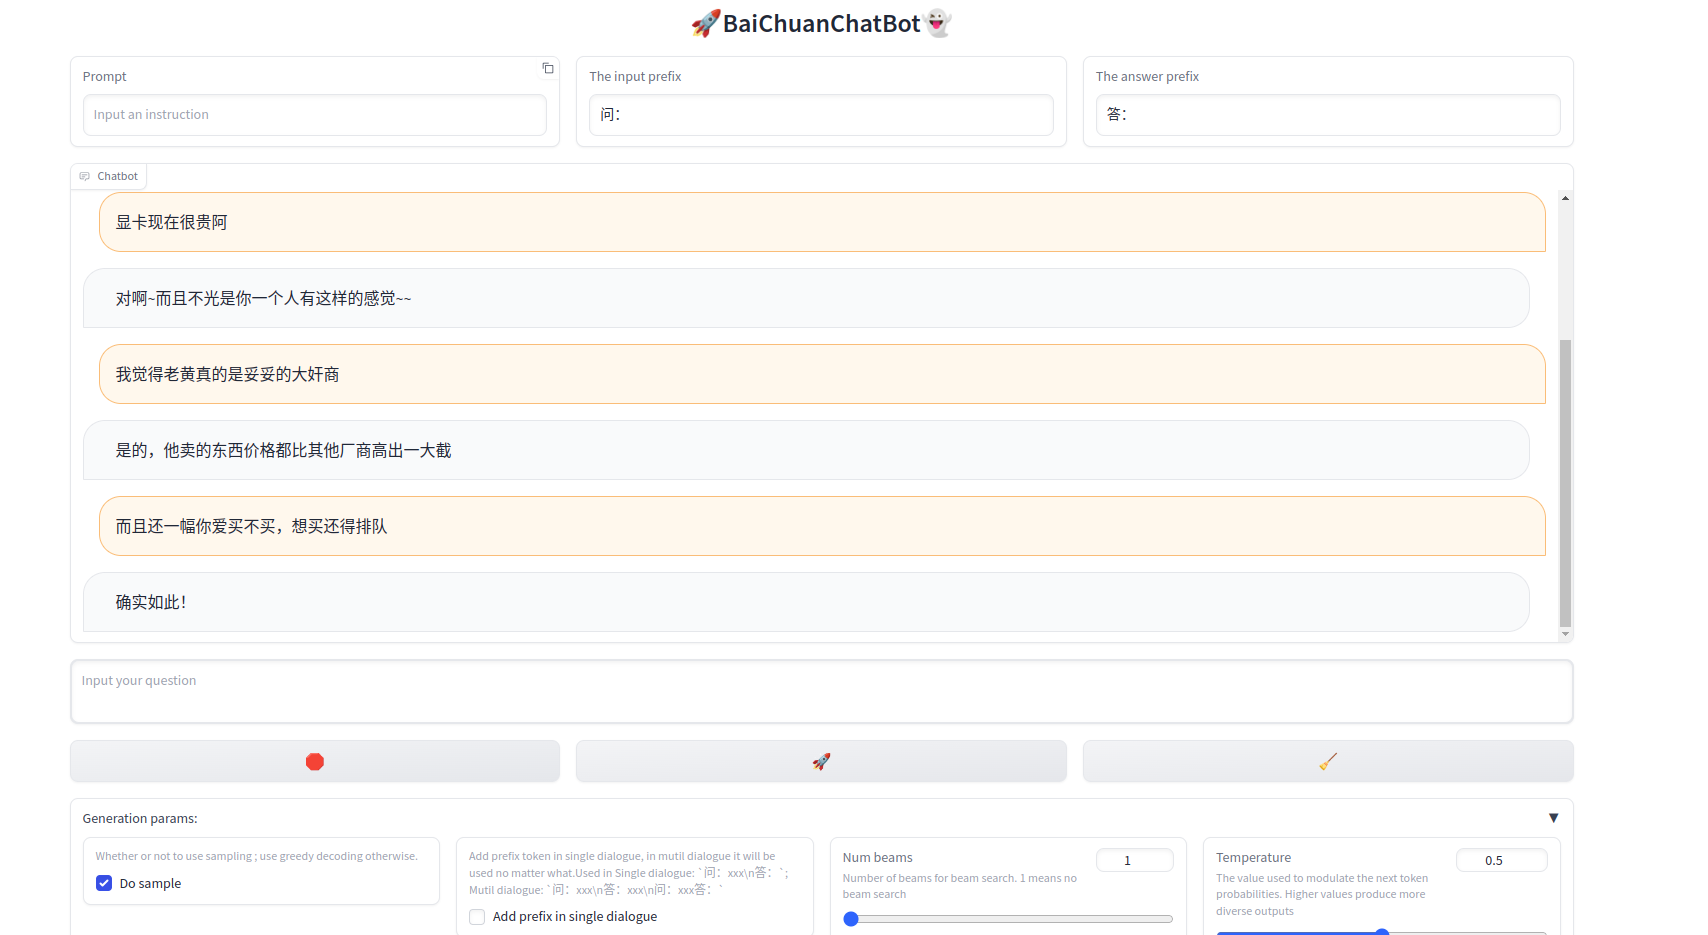 🚀BaiChuanChatBot👻
Prompt
Input an instruction
The input prefix
问：
The answer prefix
答：
Chatbot
显卡现在很贵阿
对啊~而且不光是你一个人有这样的感觉~~
我觉得老黄真的是妥妥的大奸商
是的，他卖的东西价格都比其他厂商高出一大截
而且还一幅你爱买不买，想买还得排队
确实如此！
Input your question
Generation params:
▼
Whether or not to use sampling ; use greedy decoding otherwise.
Do sample
Add prefix token in single dialogue, in mutil dialogue it will be
used no matter what.Used in Single dialogue: `问：xxx\n答：`;
Mutil dialogue: `问：xxx\n答：xxx\n问：xxx答：`
Add prefix in single dialogue
Num beams
1
Number of beams for beam search. 1 means no
beam search
Temperature
0.5
The value used to modulate the next token
probabilities. Higher values produce more
diverse outputs